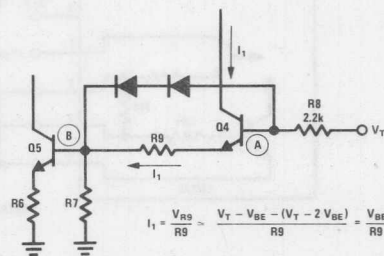 I1
R8
2.2k
Q4
VT
B
R9
A
Q5
I1
R6
R7
I1 = VR9/R9 > VT − VBE − (VT − 2 VBE)/R9 = VBE/R9